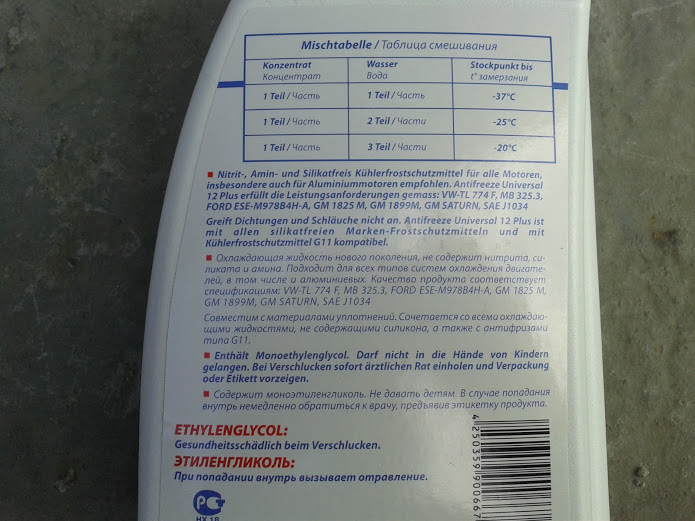 Mischtabelle / Таблица смешивания
Konzentrat Wasser Stockpunkt bis
Концентрат Вода t° замерзания
1 Teil / Часть 1 Teil / Часть -37°C
1 Teil / Часть 2 Teil / Части -25°C
1 Teil / Часть 3 Teil / Части -20°C
Nitrit-, Amin- und Silikatfreis Kühlerfrostschutzmittel für alle Motoren,
insbesondere auch für Aluminiummotoren empfohlen. Antifreeze Universal
12 Plus erfüllt die Leistungsanforderungen gemass: VW-TL 774 F, MB 325.3,
FORD ESE-M978B4H-A, GM 1825 M, GM 1899M, GM SATURN, SAE J1034
Greift Dichtungen und Schläuche nicht an. Antifreeze Universal 12 Plus ist
mit allen silikatfreien Marken-Frostschutzmitteln und mit
Kühlerfrostschutzmittel G11 kompatibel.
Охлаждающая жидкость нового поколения, не содержит нитрита, си-
ликата и амина. Подходит для всех типов систем охлаждения двигате-
лей, в том числе и алюминиевых. Качество продукта соответствует
спецификациям: VW-TL 774 F, MB 325.3, FORD ESE-M978B4H-A, GM 1825 M,
GM 1899M, GM SATURN, SAE J1034
Совместим с материалами уплотнений. Сочетается со всеми охлаждаю-
щими жидкостями, не содержащими силикона, а также с антифризами
типа G11.
Enthält Monoethylenglycol. Darf nicht in die Hände von Kindern
gelangen. Bei Verschlucken sofort ärztlichen Rat einholen und Verpackung
oder Etikett vorzeigen.
Содержит моноэтиленгликоль. Не давать детям. В случае попадания
внутрь немедленно обратиться к врачу, предъявив этикетку продукта.
ETHYLENGLYCOL:
Gesundheitsschädlich beim Verschlucken.
ЭТИЛЕНГЛИКОЛЬ:
При попадании внутрь вызывает отравление.
РСТ
НХ 18
4 250359 900667